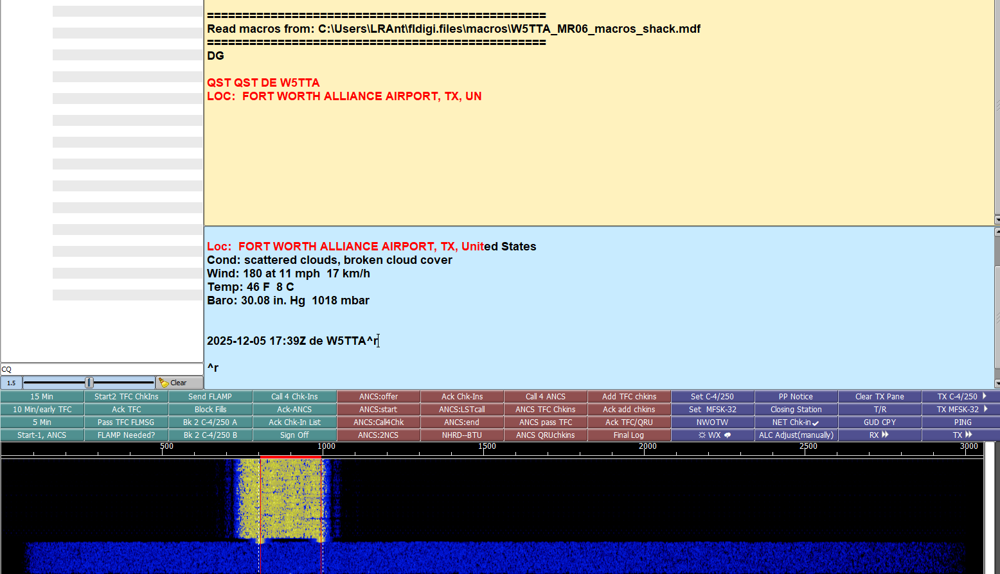 ==================================================
Read macros from: C:\Users\LRAnt\fldigi.files\macros\W5TTA_MR06_macros_shack.mdf
==================================================
DG
QST QST DE W5TTA
LOC:  FORT WORTH ALLIANCE AIRPORT, TX, UN
Loc:  FORT WORTH ALLIANCE AIRPORT, TX, United States
Cond: scattered clouds, broken cloud cover
Wind: 180 at 11 mph  17 km/h
Temp: 46 F  8 C
Baro: 30.08 in. Hg  1018 mbar
2025-12-05 17:39Z de W5TTA^r
^r
CQ
1.5 Clear
15 Min Start2 TFC ChkIns Send FLAMP Call 4 Chk-Ins ANCS:offer Ack Chk-Ins Call 4 ANCS Add TFC chkins Set C-4/250 PP Notice Clear TX Pane TX C-4/250
10 Min/early TFC Ack TFC Block Fills Ack-ANCS ANCS:start ANCS:LSTcall ANCS TFC Chkins Ack add chkins Set  MFSK-32 Closing Station T/R TX MFSK-32
5 Min Pass TFC FLMSG Bk 2 C-4/250 A Ack Chk-In List ANCS:Call4Chk ANCS:end ANCS pass TFC Ack TFC/QRU NWOTW NET Chk-in GUD CPY PING
Start-1, ANCS FLAMP Needed? Bk 2 C-4/250 B Sign Off ANCS:2NCS NHRD--BTU ANCS QRUchkins Final Log WX ALC Adjust(manually) RX TX
500 1000 1500 2000 2500 3000